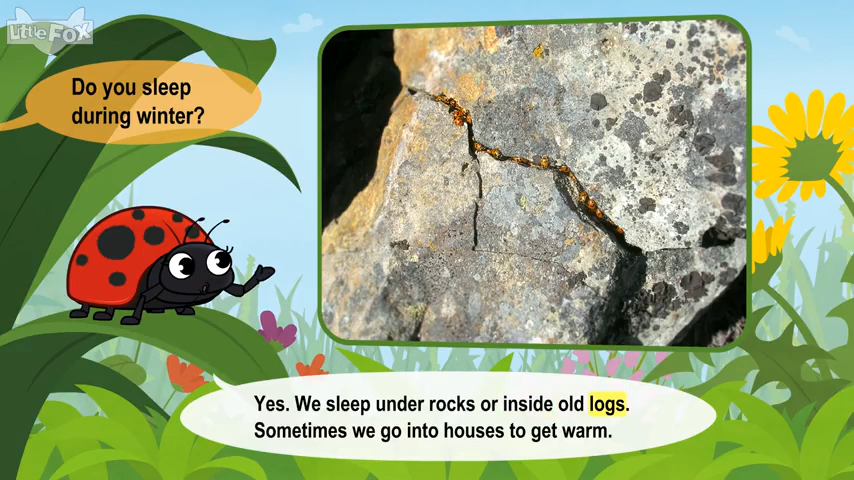 LITTLE FOX
Do you sleep
during winter?
Yes. We sleep under rocks or inside old logs.
Sometimes we go into houses to get warm.